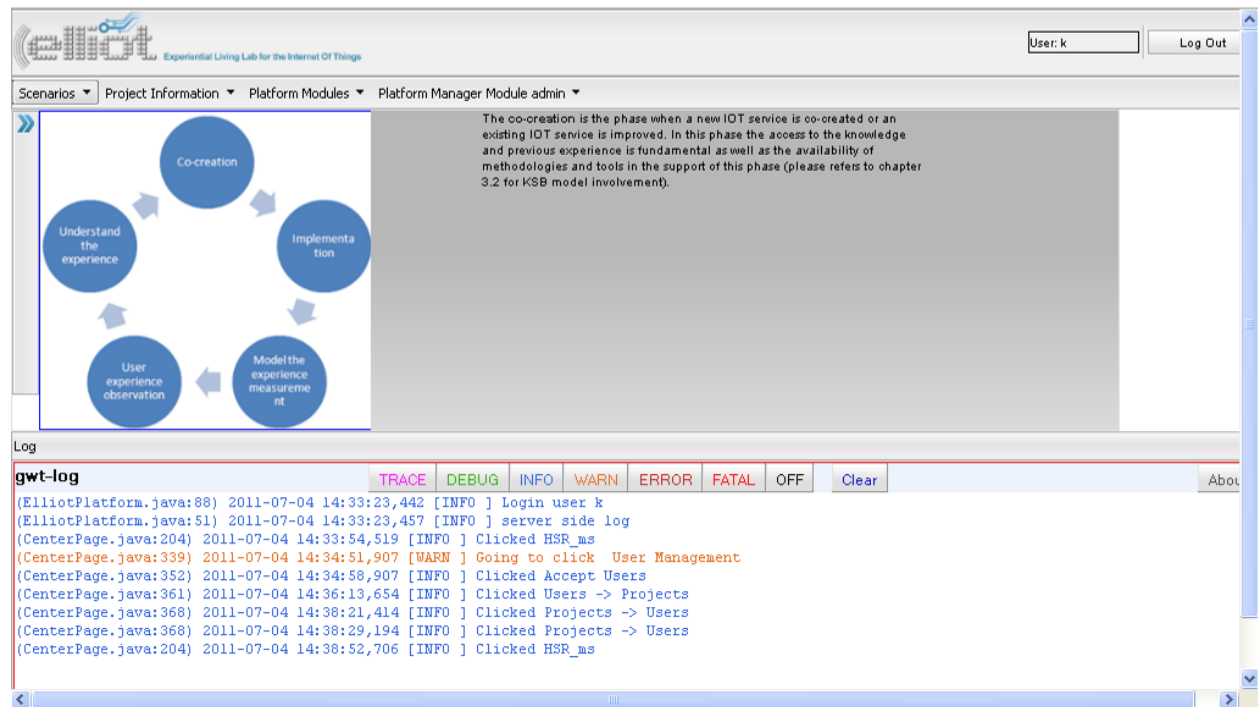 elliot Experiential Living Lab for the Internet Of Things
User: k
Log Out
Scenarios Project Information Platform Modules Platform Manager Module admin
Co-creation
Implementa
tion
Model the
experience
measureme
nt
User
experience
observation
Understand
the
experience
The co-creation is the phase when a new IOT service is co-created or an
existing IOT service is improved. In this phase the access to the knowledge
and previous experience is fundamental as well as the availability of
methodologies and tools in the support of this phase (please refers to chapter
3.2 for KSB model involvement).
Log
gwt-log TRACE DEBUG INFO WARN ERROR FATAL OFF Clear Abou
(ElliotPlatform.java:88) 2011-07-04 14:33:23,442 [INFO ] Login user k
(ElliotPlatform.java:51) 2011-07-04 14:33:23,457 [INFO ] server side log
(CenterPage.java:204) 2011-07-04 14:33:54,519 [INFO ] Clicked HSR_ms
(CenterPage.java:339) 2011-07-04 14:34:51,907 [WARN ] Going to click  User Management
(CenterPage.java:352) 2011-07-04 14:34:58,907 [INFO ] Clicked Accept Users
(CenterPage.java:361) 2011-07-04 14:36:13,654 [INFO ] Clicked Users -> Projects
(CenterPage.java:368) 2011-07-04 14:38:21,414 [INFO ] Clicked Projects -> Users
(CenterPage.java:368) 2011-07-04 14:38:29,194 [INFO ] Clicked Projects -> Users
(CenterPage.java:204) 2011-07-04 14:38:52,706 [INFO ] Clicked HSR_ms